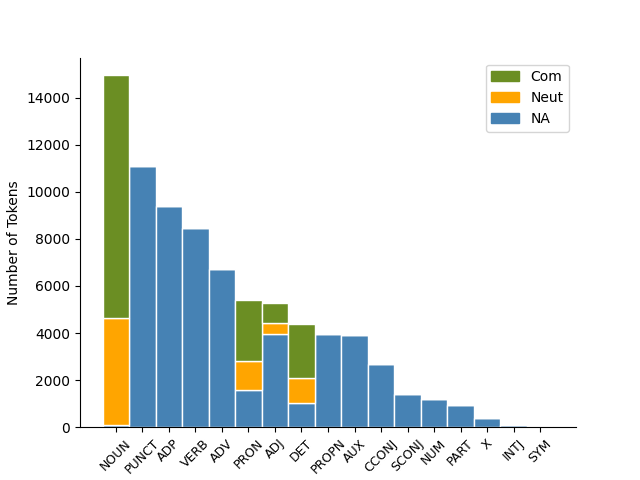 Com
Neut
NA
Number of Tokens
14000
12000
10000
8000
6000
4000
2000
0
NOUN
PUNCT
ADP
VERB
ADV
PRON
ADJ
DET
PROPN
AUX
CCONJ
SCONJ
NUM
PART
X
INTJ
SYM